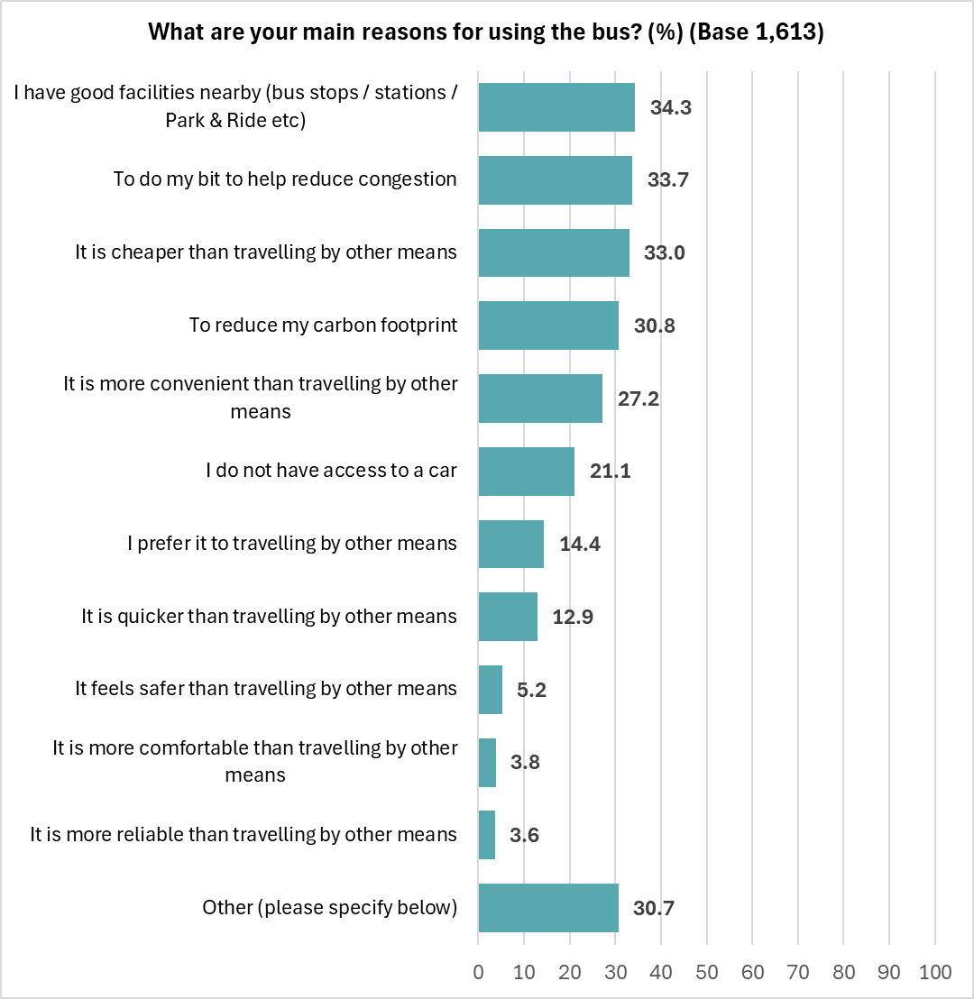 What are your main reasons for using the bus? (%) (Base 1,613)
I have good facilities nearby (bus stops / stations /
Park & Ride etc)
34.3
To do my bit to help reduce congestion
33.7
It is cheaper than travelling by other means
33.0
To reduce my carbon footprint
30.8
It is more convenient than travelling by other
means
27.2
I do not have access to a car
21.1
I prefer it to travelling by other means
14.4
It is quicker than travelling by other means
12.9
It feels safer than travelling by other means
5.2
It is more comfortable than travelling by other
means
3.8
It is more reliable than travelling by other means
3.6
Other (please specify below)
30.7
0 10 20 30 40 50 60 70 80 90 100